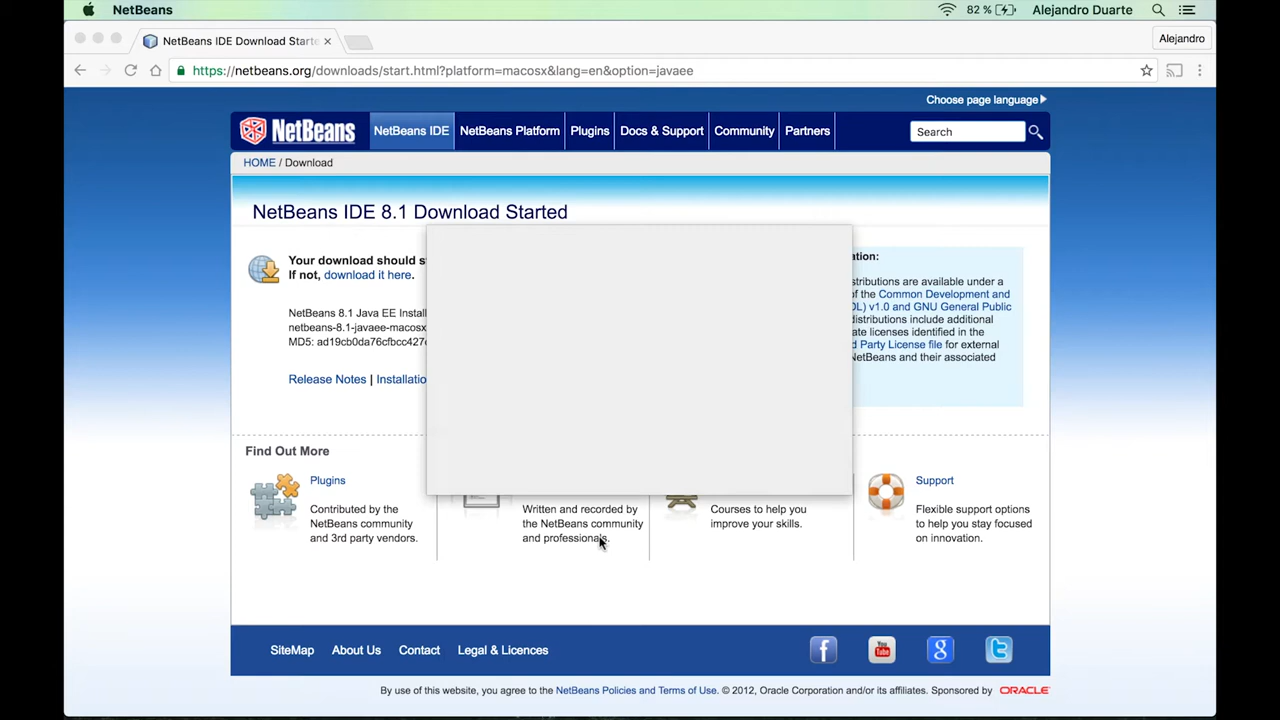 NetBeans
82 %
Alejandro Duarte
NetBeans IDE Download Starte
Alejandro
https://netbeans.org/downloads/start.html?platform=macosx&lang=en&option=javaee
Choose page language
NetBeans
NetBeans IDE
NetBeans Platform
Plugins
Docs & Support
Community
Partners
Search
HOME / Download
NetBeans IDE 8.1 Download Started
Your download should s
If not, download it here.
NetBeans 8.1 Java EE Instal
netbeans-8.1-javaee-macosx
MD5: ad19cb0da76cfbcc427
Release Notes | Installatio
ation:
stributions are available under a
of the Common Development and
DL) v1.0 and GNU General Public
distributions include additional
ate licenses identified in the
d Party License file for external
NetBeans and their associated
Find Out More
Plugins
Contributed by the
NetBeans community
and 3rd party vendors.
Written and recorded by
the NetBeans community
and professionals.
Courses to help you
improve your skills.
Support
Flexible support options
to help you stay focused
on innovation.
SiteMap
About Us
Contact
Legal & Licences
f
You
Tube
g
t
By use of this website, you agree to the NetBeans Policies and Terms of Use. © 2012, Oracle Corporation and/or its affiliates. Sponsored by ORACLE